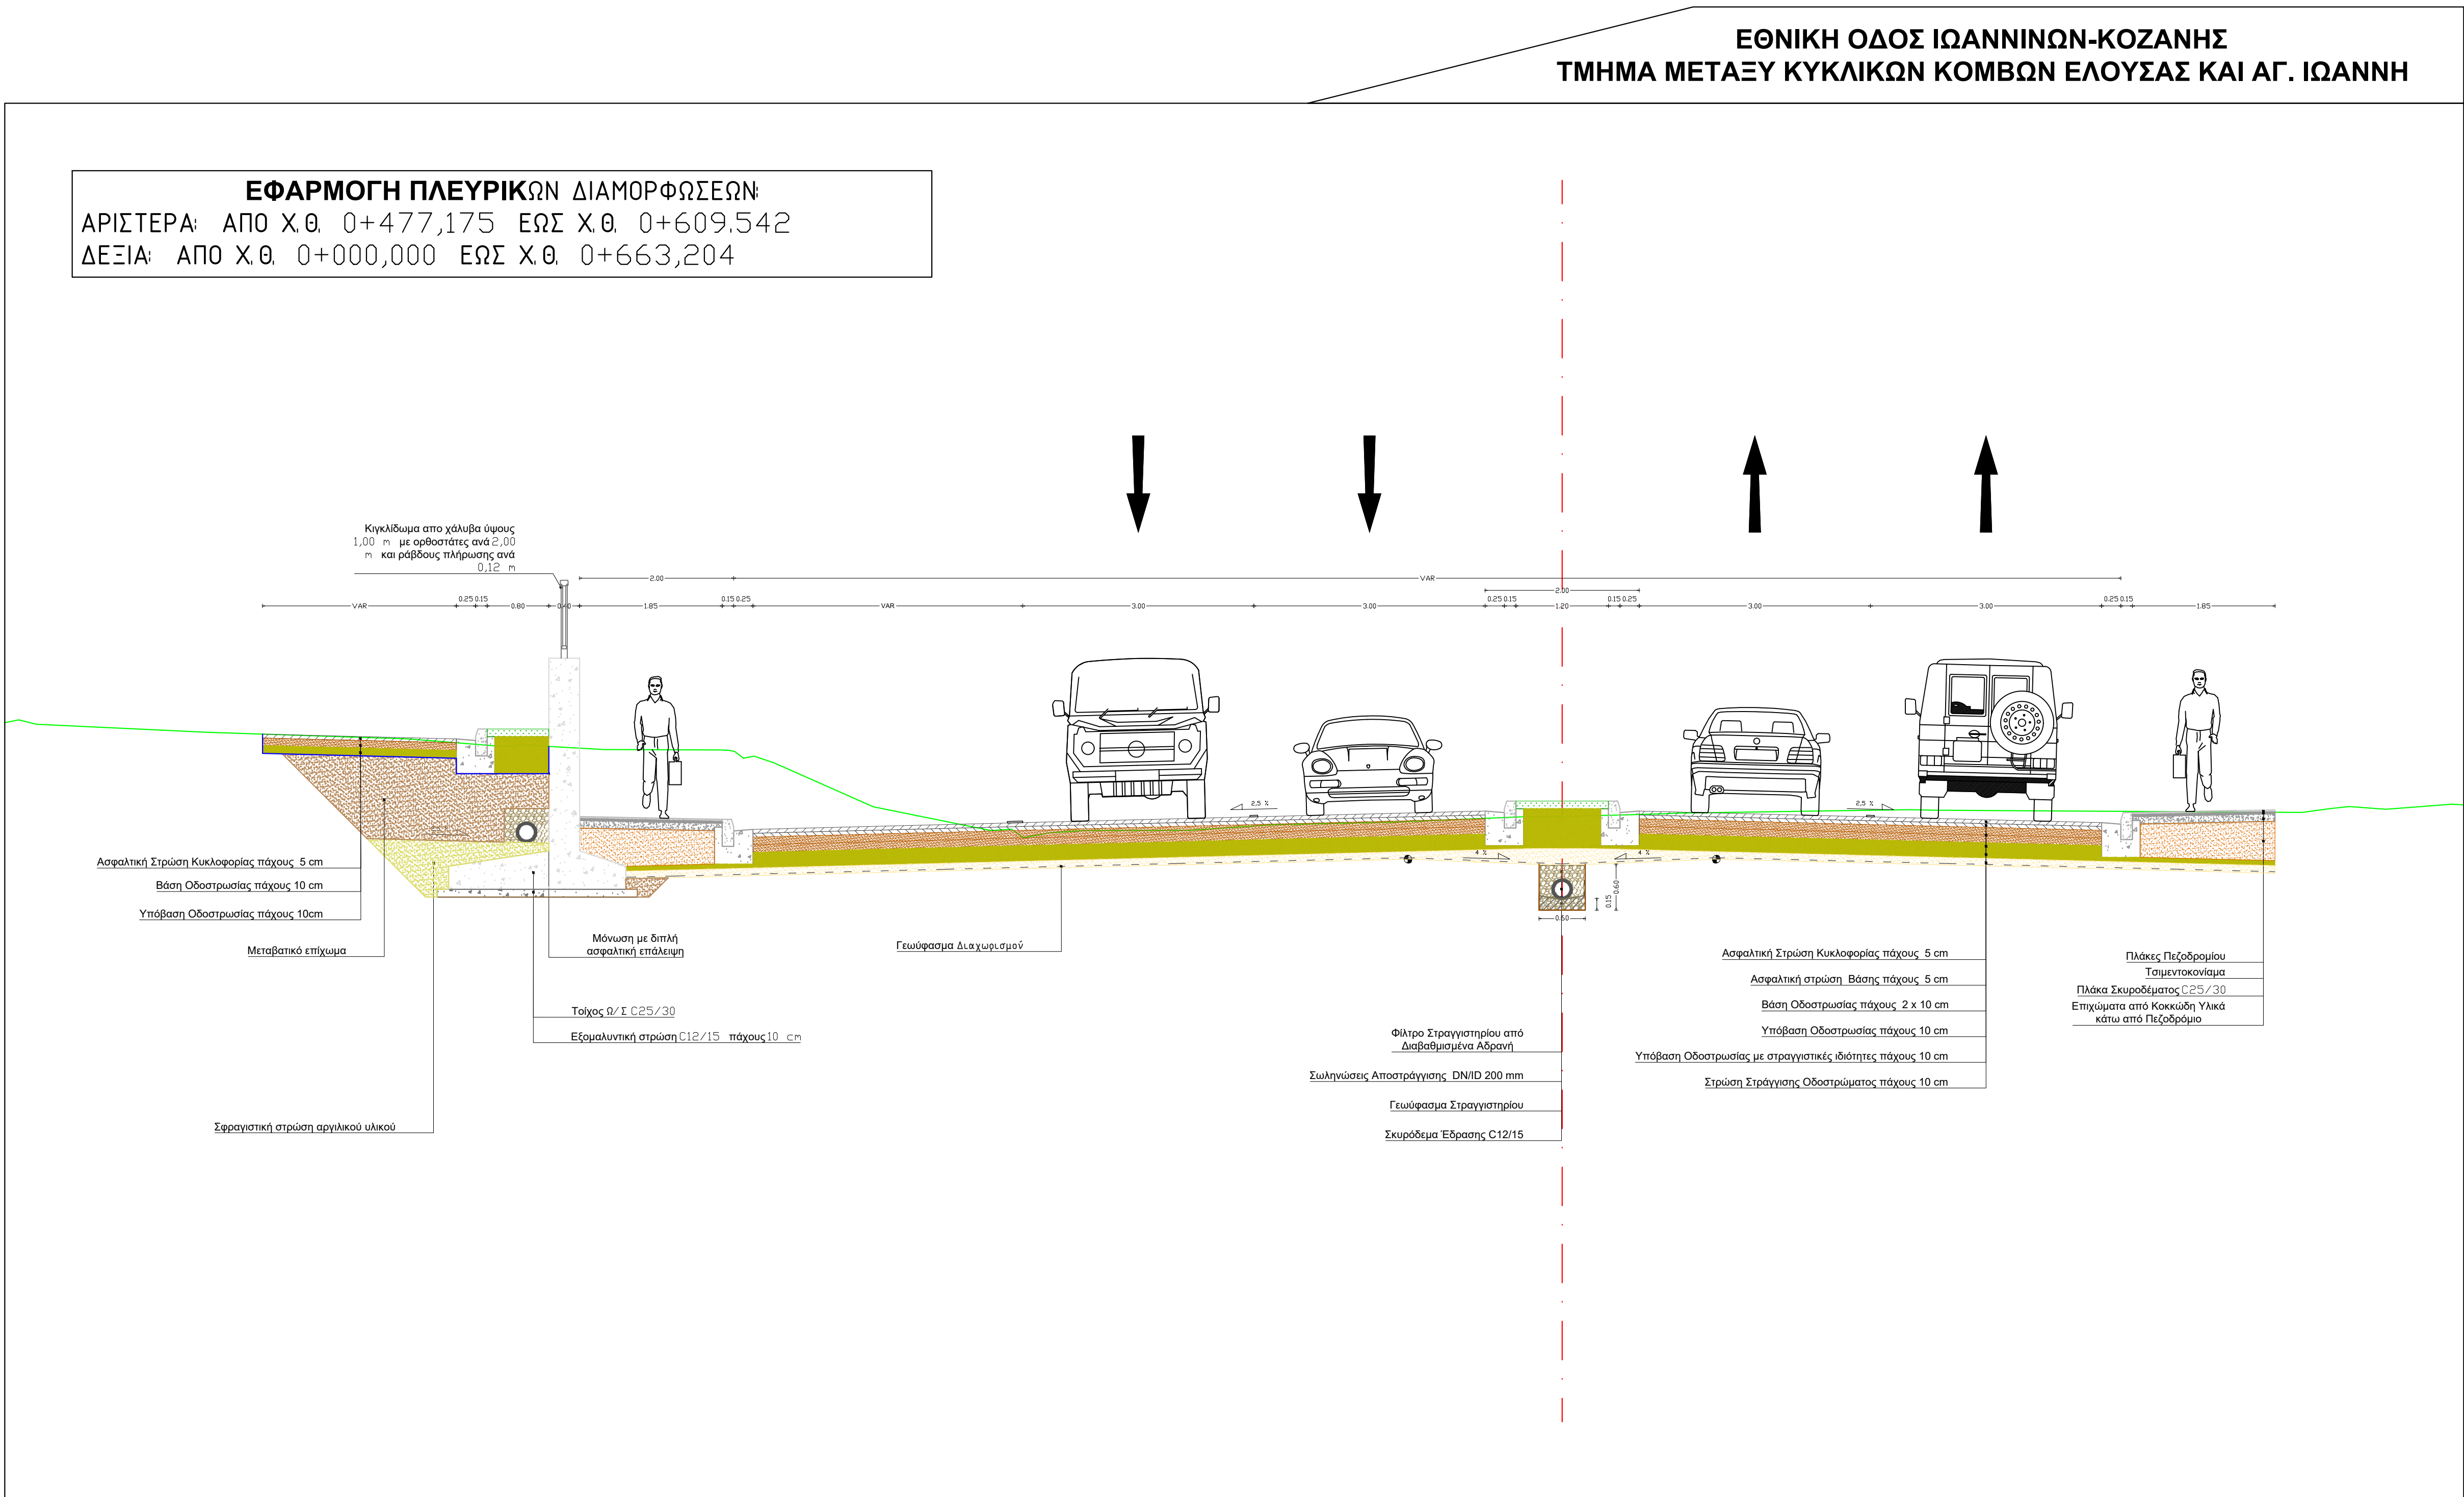 ΕΘΝΙΚΗ ΟΔΟΣ ΙΩΑΝΝΙΝΩΝ-ΚΟΖΑΝΗΣ
ΤΜΗΜΑ ΜΕΤΑΞΥ ΚΥΚΛΙΚΩΝ ΚΟΜΒΩΝ ΕΛΟΥΣΑΣ ΚΑΙ ΑΓ. ΙΩΑΝΝΗ
ΕΦΑΡΜΟΓΗ ΠΛΕΥΡΙΚΩΝ ΔΙΑΜΟΡΦΩΣΕΩΝ:
ΑΡΙΣΤΕΡΑ: ΑΠΟ Χ.Θ. 0+477,175 ΕΩΣ Χ.Θ. 0+609.542
ΔΕΞΙΑ: ΑΠΟ Χ.Θ. 0+000,000 ΕΩΣ Χ.Θ. 0+663,204
Κιγκλίδωμα απο χάλυβα ύψους
1,00 m με ορθοστάτες ανά 2,00
m και ράβδους πλήρωσης ανά
0,12 m
2.00 VAR
2.00
VAR 0.25 0.15 0.80 0.40 1.85 0.15 0.25 VAR 3.00 3.00 0.25 0.15 1.20 0.15 0.25 3.00 3.00 0.25 0.15 1.85
2,5 %
2,5 %
4 %
4 %
0.60
0.15
0.50
Ασφαλτική Στρώση Κυκλοφορίας πάχους 5 cm
Βάση Οδοστρωσίας πάχους 10 cm
Υπόβαση Οδοστρωσίας πάχους 10cm
Μεταβατικό επίχωμα
Μόνωση με διπλή
ασφαλτική επάλειψη
Γεωύφασμα Διαχωρισμού
Τοίχος Ω/Σ C25/30
Εξομαλυντική στρώση C12/15 πάχους 10 cm
Σφραγιστική στρώση αργιλικού υλικού
Φίλτρο Στραγγιστηρίου από
Διαβαθμισμένα Αδρανή
Σωληνώσεις Αποστράγγισης DN/ID 200 mm
Γεωύφασμα Στραγγιστηρίου
Σκυρόδεμα Έδρασης C12/15
Ασφαλτική Στρώση Κυκλοφορίας πάχους 5 cm
Ασφαλτική στρώση Βάσης πάχους 5 cm
Βάση Οδοστρωσίας πάχους 2 x 10 cm
Υπόβαση Οδοστρωσίας πάχους 10 cm
Υπόβαση Οδοστρωσίας με στραγγιστικές ιδιότητες πάχους 10 cm
Στρώση Στράγγισης Οδοστρώματος πάχους 10 cm
Πλάκες Πεζοδρομίου
Τσιμεντοκονίαμα
Πλάκα Σκυροδέματος C25/30
Επιχώματα από Κοκκώδη Υλικά
κάτω από Πεζοδρόμιο